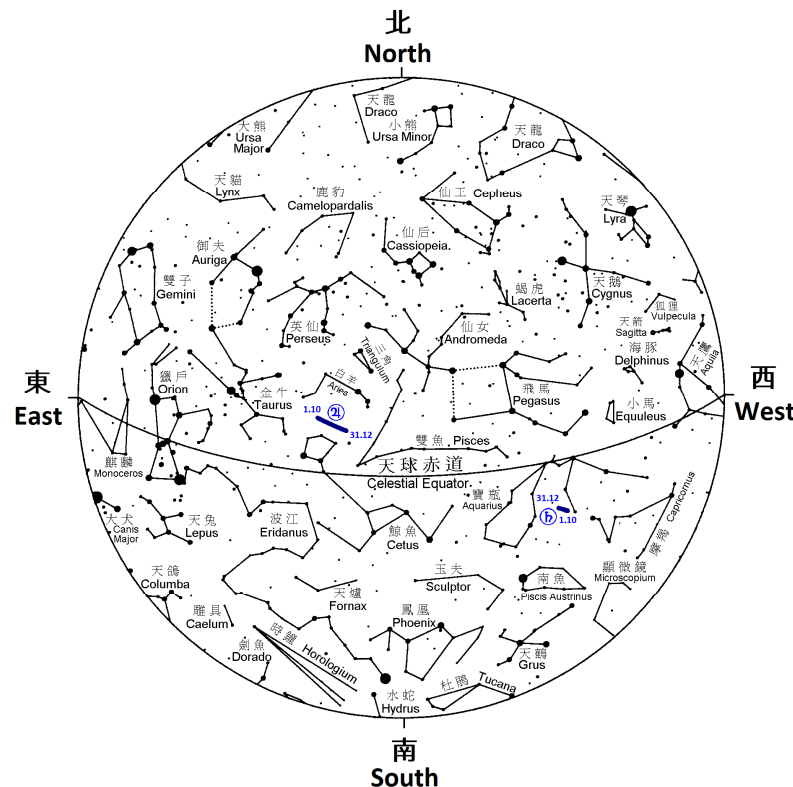 北
North
天龍
Draco
小熊
Ursa Minor
大熊
Ursa
Major
天龍
Draco
天貓
Lynx
鹿豹
Camelopardalis
仙王 Cepheus
天琴
Lyra
御夫
Auriga
仙后
Cassiopeia
雙子
Gemini
蝎虎
Lacerta
天鵝
Cygnus
狐狸
Vulpecula
英仙
Perseus
三角
Triangulum
仙女
Andromeda
天箭
Sagitta
海豚
Delphinus
天鷹
Aquila
東
East
獵戶
Orion
金牛
Taurus
白羊
Aries
飛馬
Pegasus
小馬
Equuleus
西
West
1.10
♃
31.12
雙魚 Pisces
天球赤道
Celestial Equator
麒麟
Monoceros
寶瓶
Aquarius
31.12
♄
1.10
摩羯 Capricornus
大犬
Canis
Major
天兔
Lepus
波江
Eridanus
鯨魚
Cetus
天鴿
Columba
天爐
Fornax
玉夫
Sculptor
南魚
Piscis Austrinus
顯微鏡
Microscopium
雕具
Caelum
時鐘
Horologium
鳳凰
Phoenix
劍魚
Dorado
天鶴
Grus
水蛇
Hydrus
杜鵑 Tucana
南
South